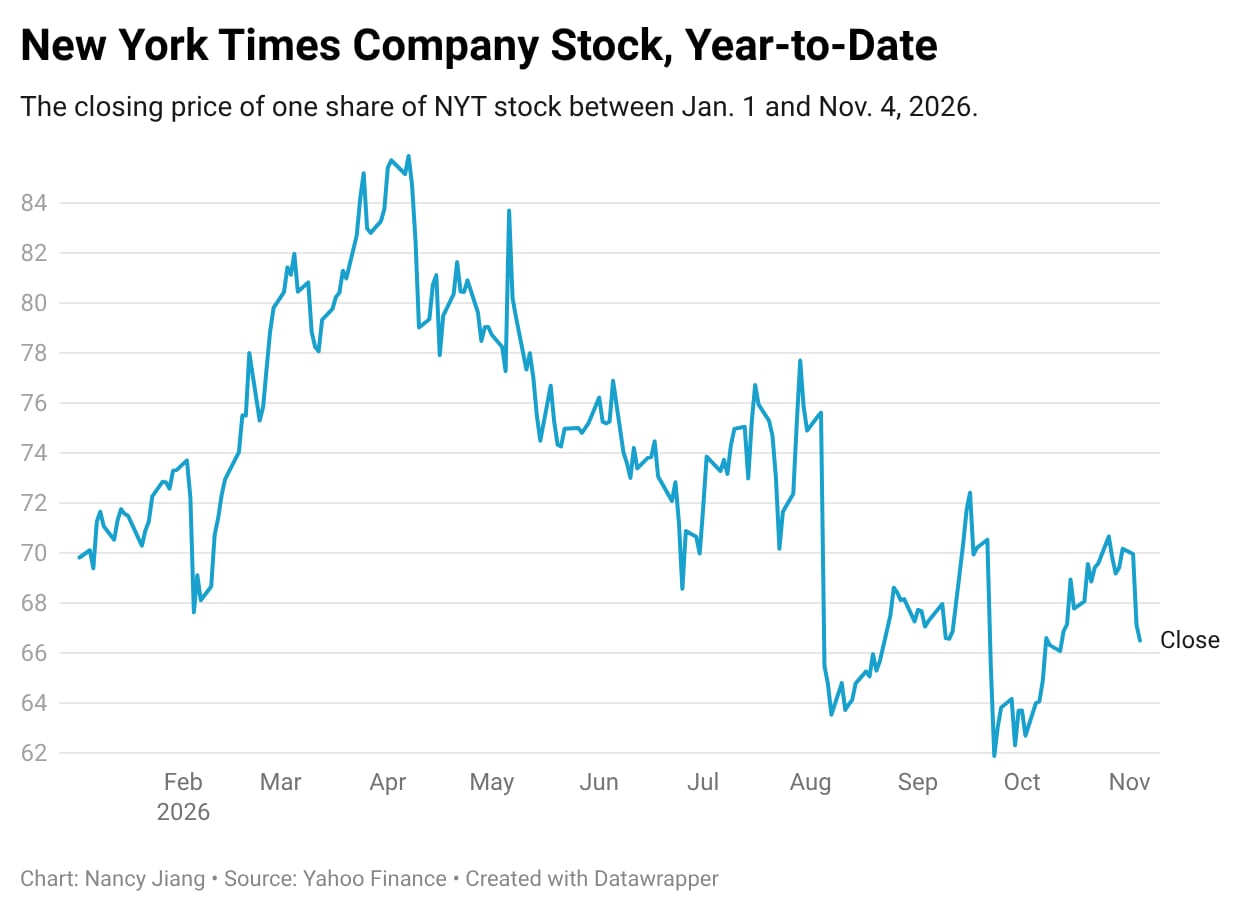 New York Times Company Stock, Year-to-Date
The closing price of one share of NYT stock between Jan. 1 and Nov. 4, 2026.
84
82
80
78
76
74
72
70
68
66
64
62
Close
Feb Mar Apr May Jun Jul Aug Sep Oct Nov
2026
Chart: Nancy Jiang • Source: Yahoo Finance • Created with Datawrapper